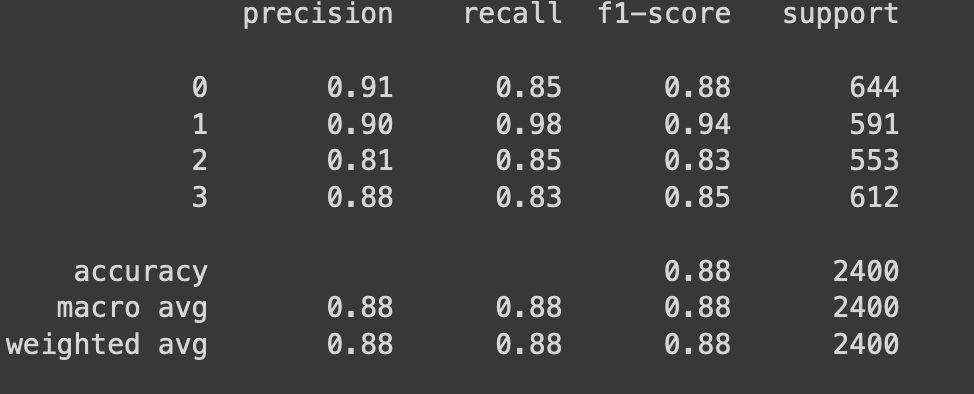 precision recall f1-score support
0 0.91 0.85 0.88 644
1 0.90 0.98 0.94 591
2 0.81 0.85 0.83 553
3 0.88 0.83 0.85 612
accuracy 0.88 2400
macro avg 0.88 0.88 0.88 2400
weighted avg 0.88 0.88 0.88 2400